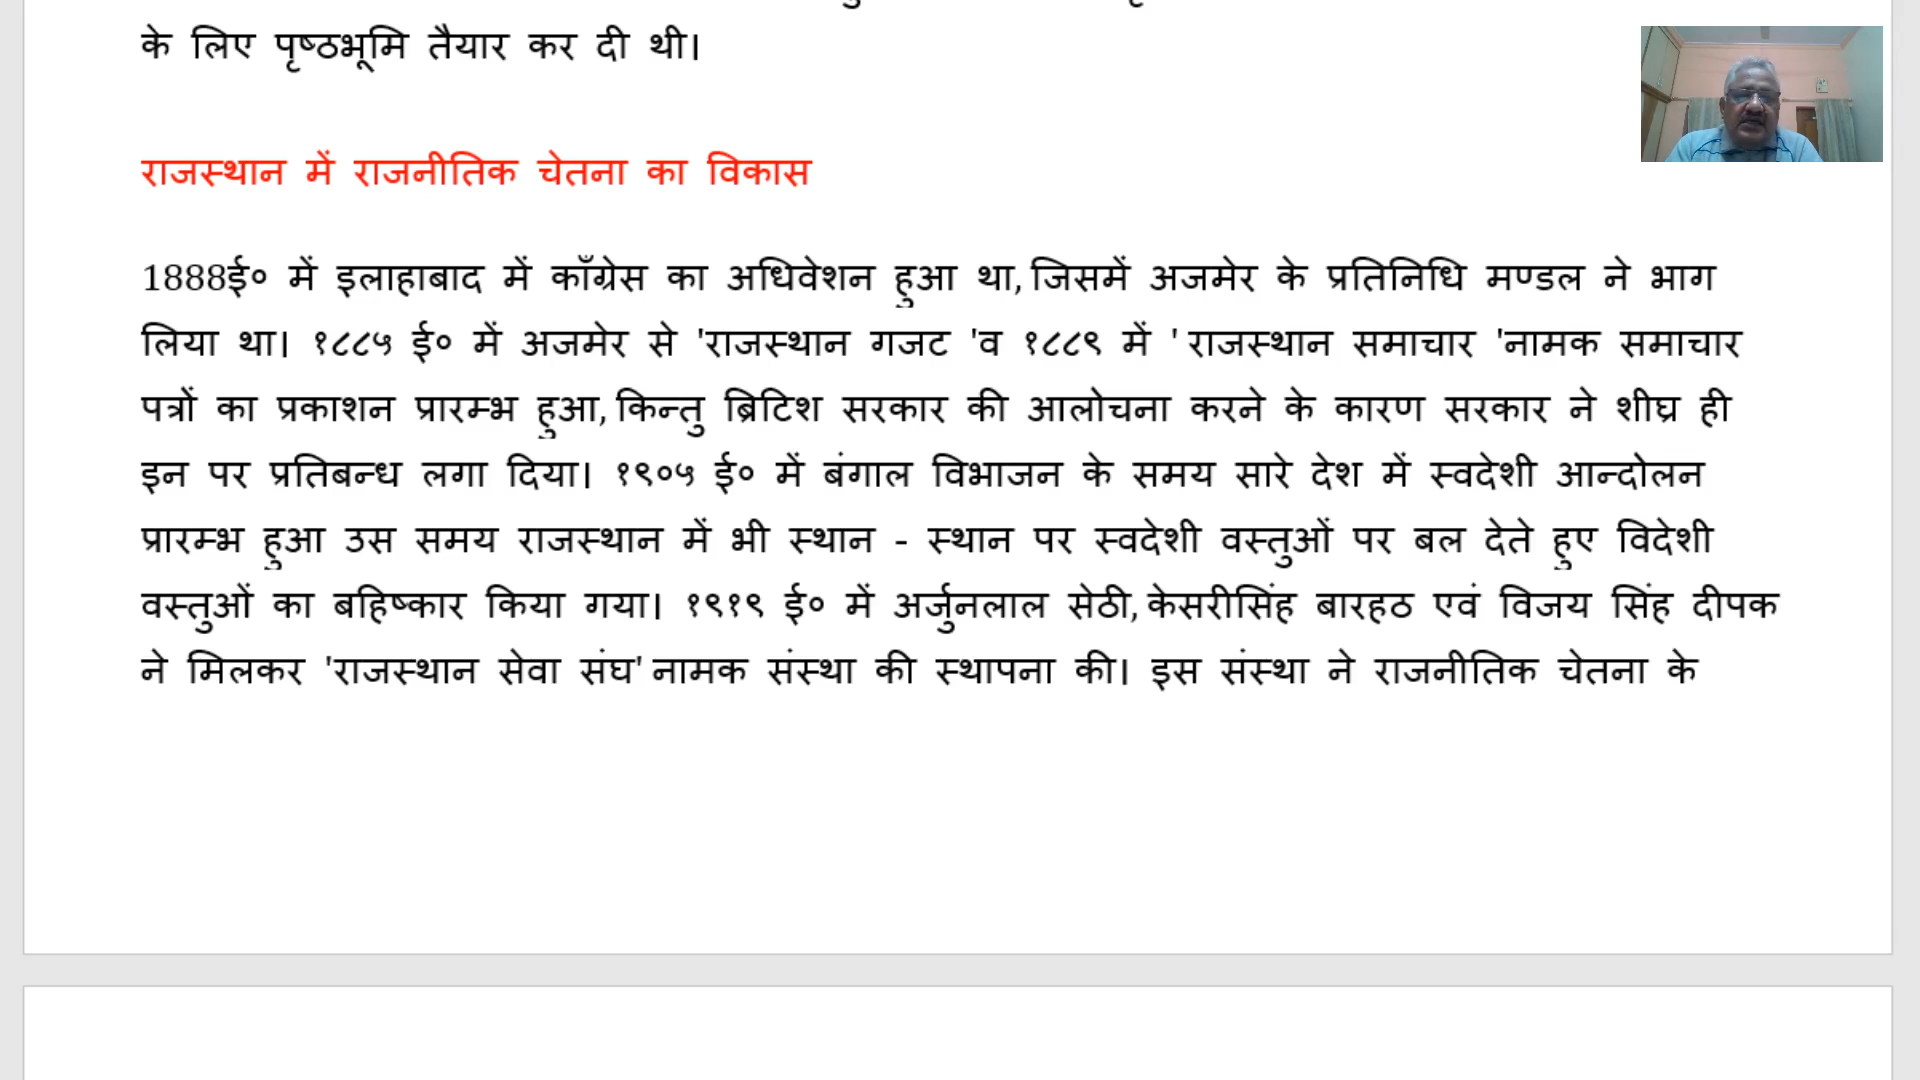 के लिए पृष्ठभूमि तैयार कर दी थी।
राजस्थान में राजनीतिक चेतना का विकास
1888ई० में इलाहाबाद में काँग्रेस का अधिवेशन हुआ था, जिसमें अजमेर के प्रतिनिधि मण्डल ने भाग
लिया था। १८८५ ई० में अजमेर से 'राजस्थान गजट 'व १८८९ में ' राजस्थान समाचार 'नामक समाचार
पत्रों का प्रकाशन प्रारम्भ हुआ, किन्तु ब्रिटिश सरकार की आलोचना करने के कारण सरकार ने शीघ्र ही
इन पर प्रतिबन्ध लगा दिया। १९०५ ई० में बंगाल विभाजन के समय सारे देश में स्वदेशी आन्दोलन
प्रारम्भ हुआ उस समय राजस्थान में भी स्थान - स्थान पर स्वदेशी वस्तुओं पर बल देते हुए विदेशी
वस्तुओं का बहिष्कार किया गया। १९१९ ई० में अर्जुनलाल सेठी, केसरीसिंह बारहठ एवं विजय सिंह दीपक
ने मिलकर 'राजस्थान सेवा संघ' नामक संस्था की स्थापना की। इस संस्था ने राजनीतिक चेतना के